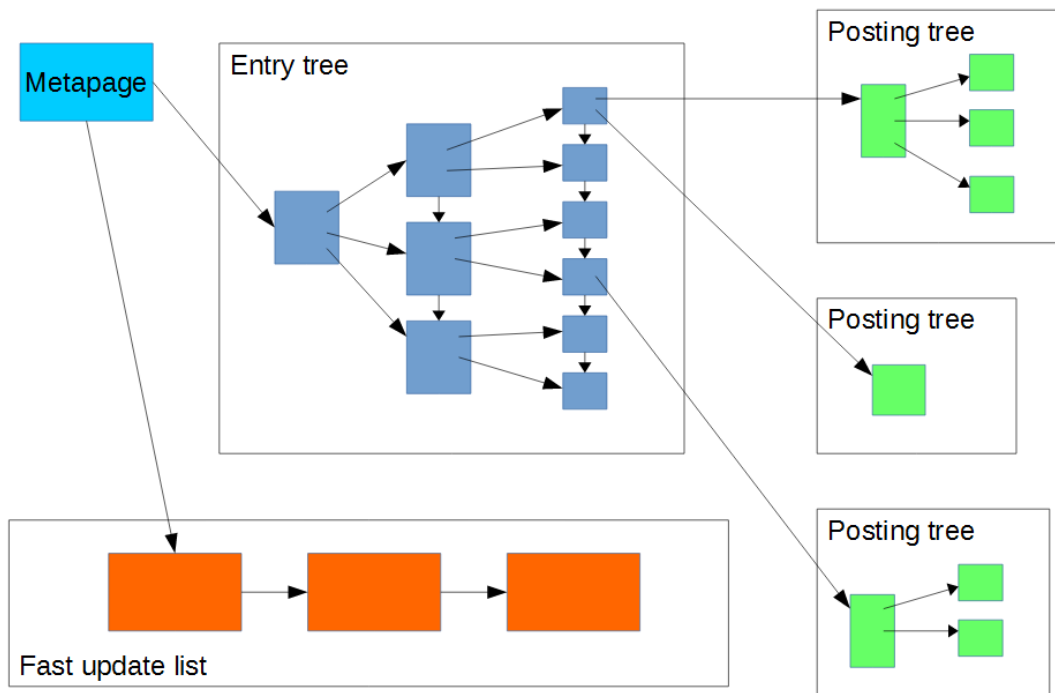 Metapage
Entry tree
Posting tree
Posting tree
Posting tree
Fast update list